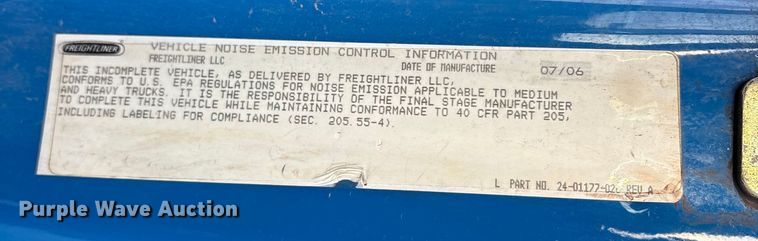 FREIGHTLINER
VEHICLE NOISE EMISSION CONTROL INFORMATION
FREIGHTLINER LLC DATE OF MANUFACTURE 07/06
THIS INCOMPLETE VEHICLE, AS DELIVERED BY FREIGHTLINER LLC,
CONFORMS TO U.S. EPA REGULATIONS FOR NOISE EMISSION APPLICABLE TO MEDIUM
AND HEAVY TRUCKS. IT IS THE RESPONSIBILITY OF THE FINAL STAGE MANUFACTURER
TO COMPLETE THIS VEHICLE WHILE MAINTAINING CONFORMANCE TO 40 CFR PART 205,
INCLUDING LABELING FOR COMPLIANCE (SEC. 205.55-4).
L PART NO. REV A
Purple Wave Auction